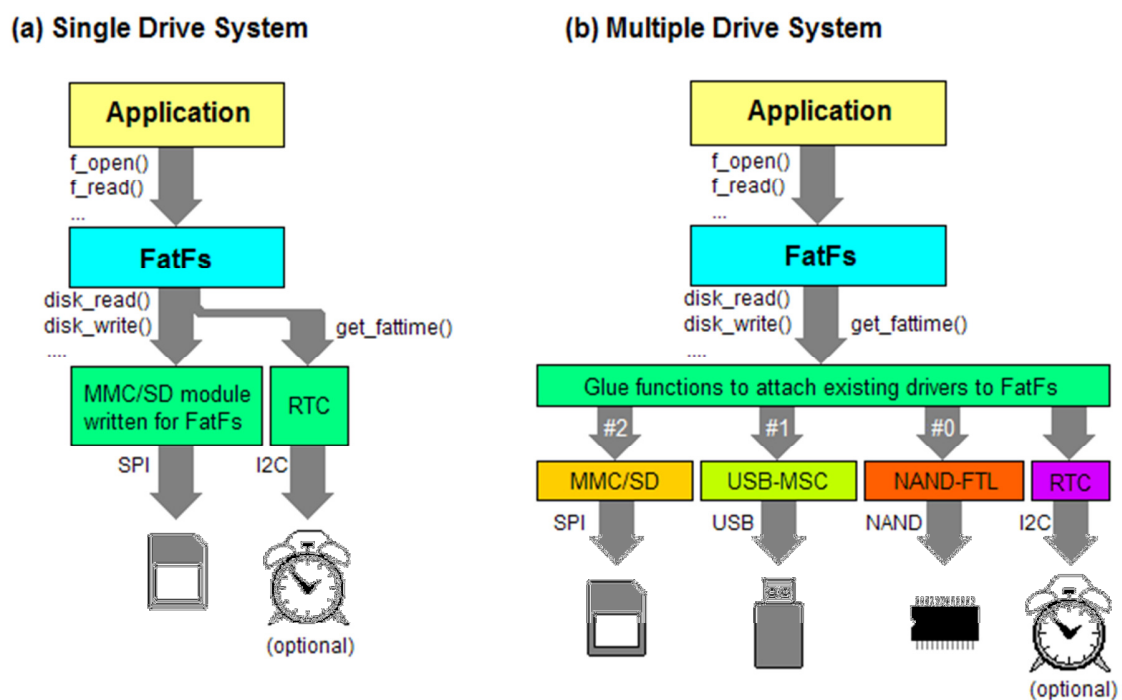 (a) Single Drive System
Application
f_open()
f_read()
...
FatFs
disk_read()
disk_write()
....
get_fattime()
MMC/SD module
written for FatFs
RTC
SPI
I2C
(optional)
(b) Multiple Drive System
Application
f_open()
f_read()
...
FatFs
disk_read()
disk_write()
....
get_fattime()
Glue functions to attach existing drivers to FatFs
#2
#1
#0
MMC/SD
USB-MSC
NAND-FTL
RTC
SPI
USB
NAND
I2C
(optional)